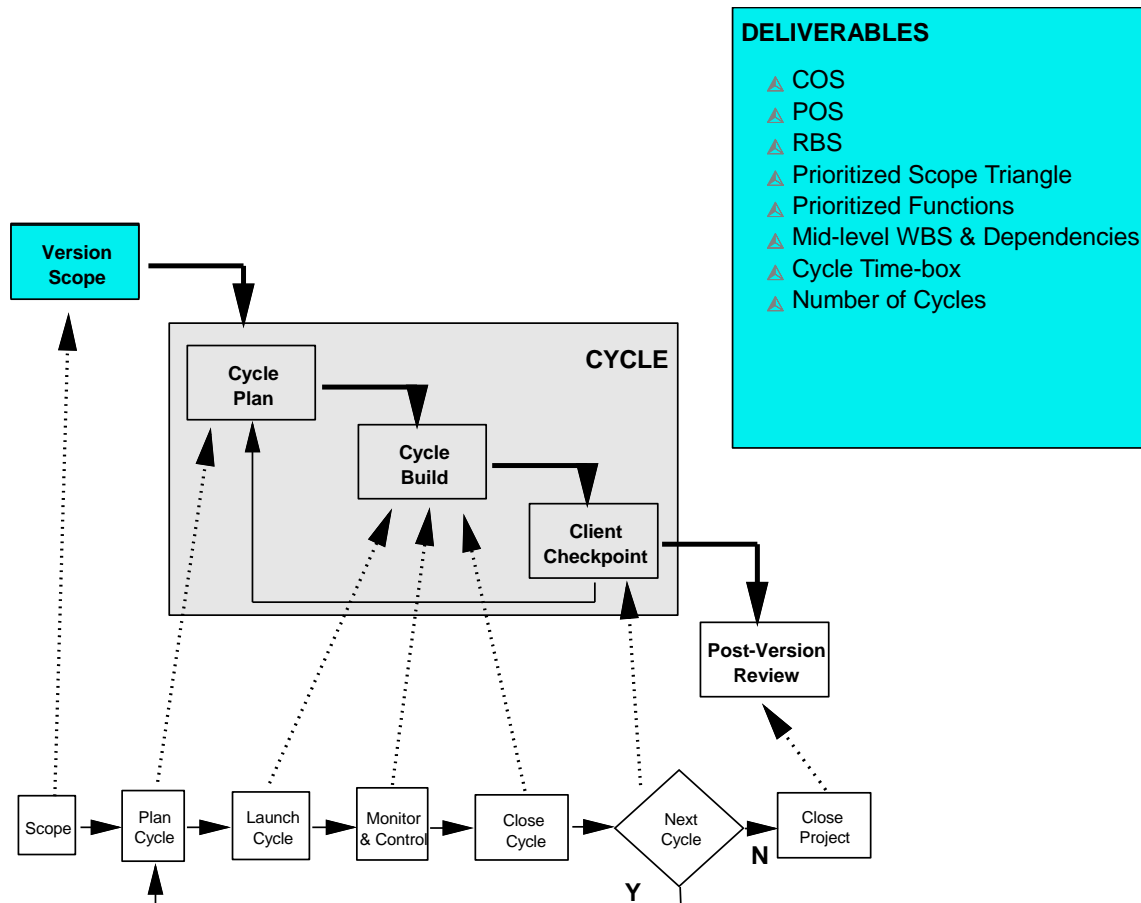 DELIVERABLES
COS
POS
RBS
Prioritized Scope Triangle
Prioritized Functions
Mid-level WBS & Dependencies
Cycle Time-box
Number of Cycles
Version
Scope
CYCLE
Cycle
Plan
Cycle
Build
Client
Checkpoint
Post-Version
Review
Scope
Plan
Cycle
Launch
Cycle
Monitor
& Control
Close
Cycle
Next
Cycle
N
Close
Project
Y